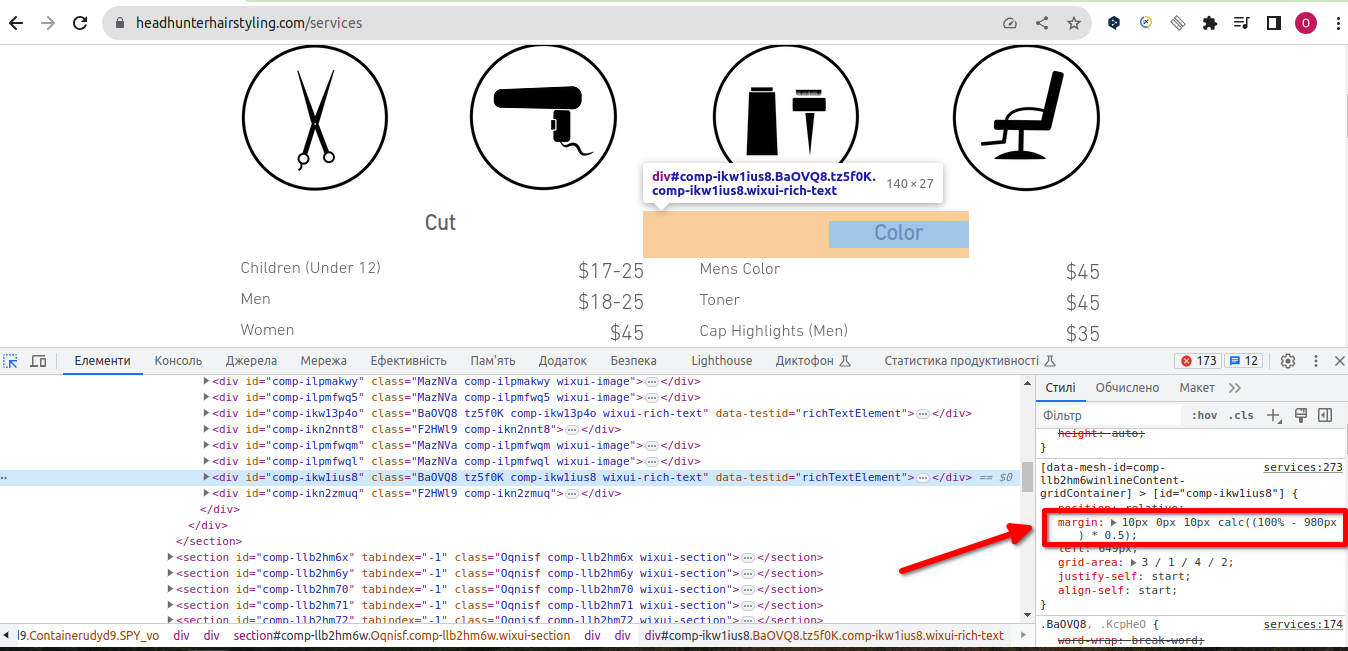 headhunterhairstyling.com/services
O
div#comp-ikw1ius8.BaOVQ8.tz5f0K.
comp-ikw1ius8.wixui-rich-text
140 × 27
Cut
Color
Children (Under 12) $17-25 Mens Color $45
Men $18-25 Toner $45
Women $45 Cap Highlights (Men) $35
Елементи Консоль Джерела Мережа Ефективність Пам'ять Додаток Безпека Lighthouse Диктофон Статистика продуктивності 173 12
<div id="comp-ilpmakwy" class="MazNVa comp-ilpmakwy wixui-image">…</div>
<div id="comp-ilpmfwq5" class="MazNVa comp-ilpmfwq5 wixui-image">…</div>
<div id="comp-ikw13p4o" class="BaOVQ8 tz5f0K comp-ikw13p4o wixui-rich-text" data-testid="richTextElement">…</div>
<div id="comp-ikn2nnt8" class="F2HWl9 comp-ikn2nnt8">…</div>
<div id="comp-ilpmfwqm" class="MazNVa comp-ilpmfwqm wixui-image">…</div>
<div id="comp-ilpmfwql" class="MazNVa comp-ilpmfwql wixui-image">…</div>
<div id="comp-ikw1ius8" class="BaOVQ8 tz5f0K comp-ikw1ius8 wixui-rich-text" data-testid="richTextElement">…</div> == $0
<div id="comp-ikn2zmuq" class="F2HWl9 comp-ikn2zmuq">…</div>
</div>
</div>
</section>
<section id="comp-llb2hm6x" tabindex="-1" class="Oqnisf comp-llb2hm6x wixui-section">…</section>
<section id="comp-llb2hm6y" tabindex="-1" class="Oqnisf comp-llb2hm6y wixui-section">…</section>
<section id="comp-llb2hm70" tabindex="-1" class="Oqnisf comp-llb2hm70 wixui-section">…</section>
<section id="comp-llb2hm71" tabindex="-1" class="Oqnisf comp-llb2hm71 wixui-section">…</section>
<section id="comp-llb2hm72" tabindex="-1" class="Oqnisf comp-llb2hm72 wixui-section">…</section>
l9.Containerudyd9.SPY_vo div div section#comp-llb2hm6w.Oqnisf.comp-llb2hm6w.wixui-section div div div#comp-ikw1ius8.BaOVQ8.tz5f0K.comp-ikw1ius8.wixui-rich-text
Стилі Обчислено Макет
Фільтр :hov .cls
height: auto;
}
[data-mesh-id=comp- services:273
llb2hm6winlineContent-
gridContainer] > [id="comp-ikw1ius8"] {
position: relative;
margin: 10px 0px 10px calc((100% - 980px
) * 0.5);
left: 649px;
grid-area: 3 / 1 / 4 / 2;
justify-self: start;
align-self: start;
}
.BaOVQ8, .KcpHeO { services:174
word-wrap: break-word;